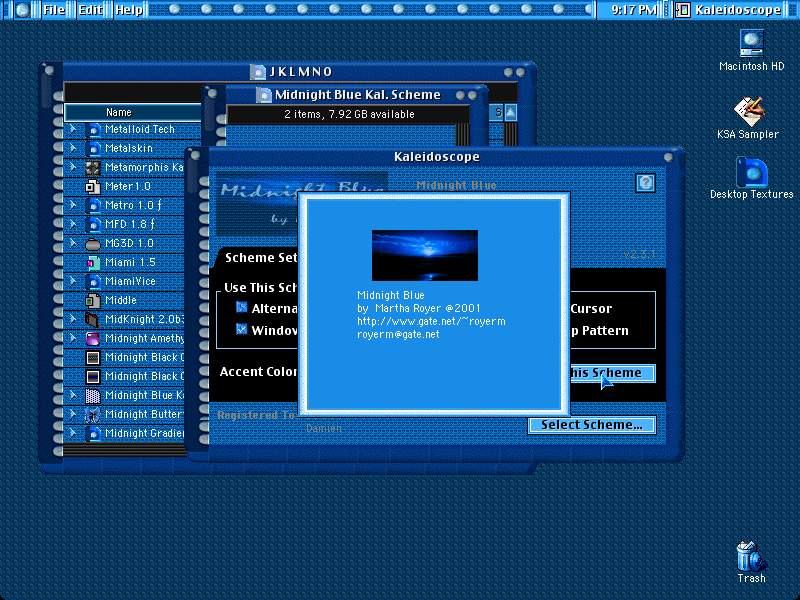 File Edit Help
9:17 PM
Kaleidoscope
Macintosh HD
KSA Sampler
Desktop Textures
Trash
JKLMNO
Name
Metalloid Tech
Metalskin
Metamorphis Ka
Meter1.0
Metro 1.0 ƒ
MFD 1.8 ƒ
MG3D 1.0
Miami 1.5
MiamiVice
Middle
MidKnight 2.0b
Midnight Amethy
Midnight Black
Midnight Black
Midnight Blue Ka
Midnight Butter
Midnight Gradie
Midnight Blue Kal. Scheme
2 items, 7.92 GB available
S
Kaleidoscope
Midnight Blue
by
Midnight Blue
v2.3.1
Scheme Set
Use This Sch
Alterna
Window
Cursor
p Pattern
Accent Color
his Scheme
Registered To
Damien
Select Scheme...
Midnight Blue
by Martha Royer @2001
http://www.gate.net/~royerm
royerm@gate.net